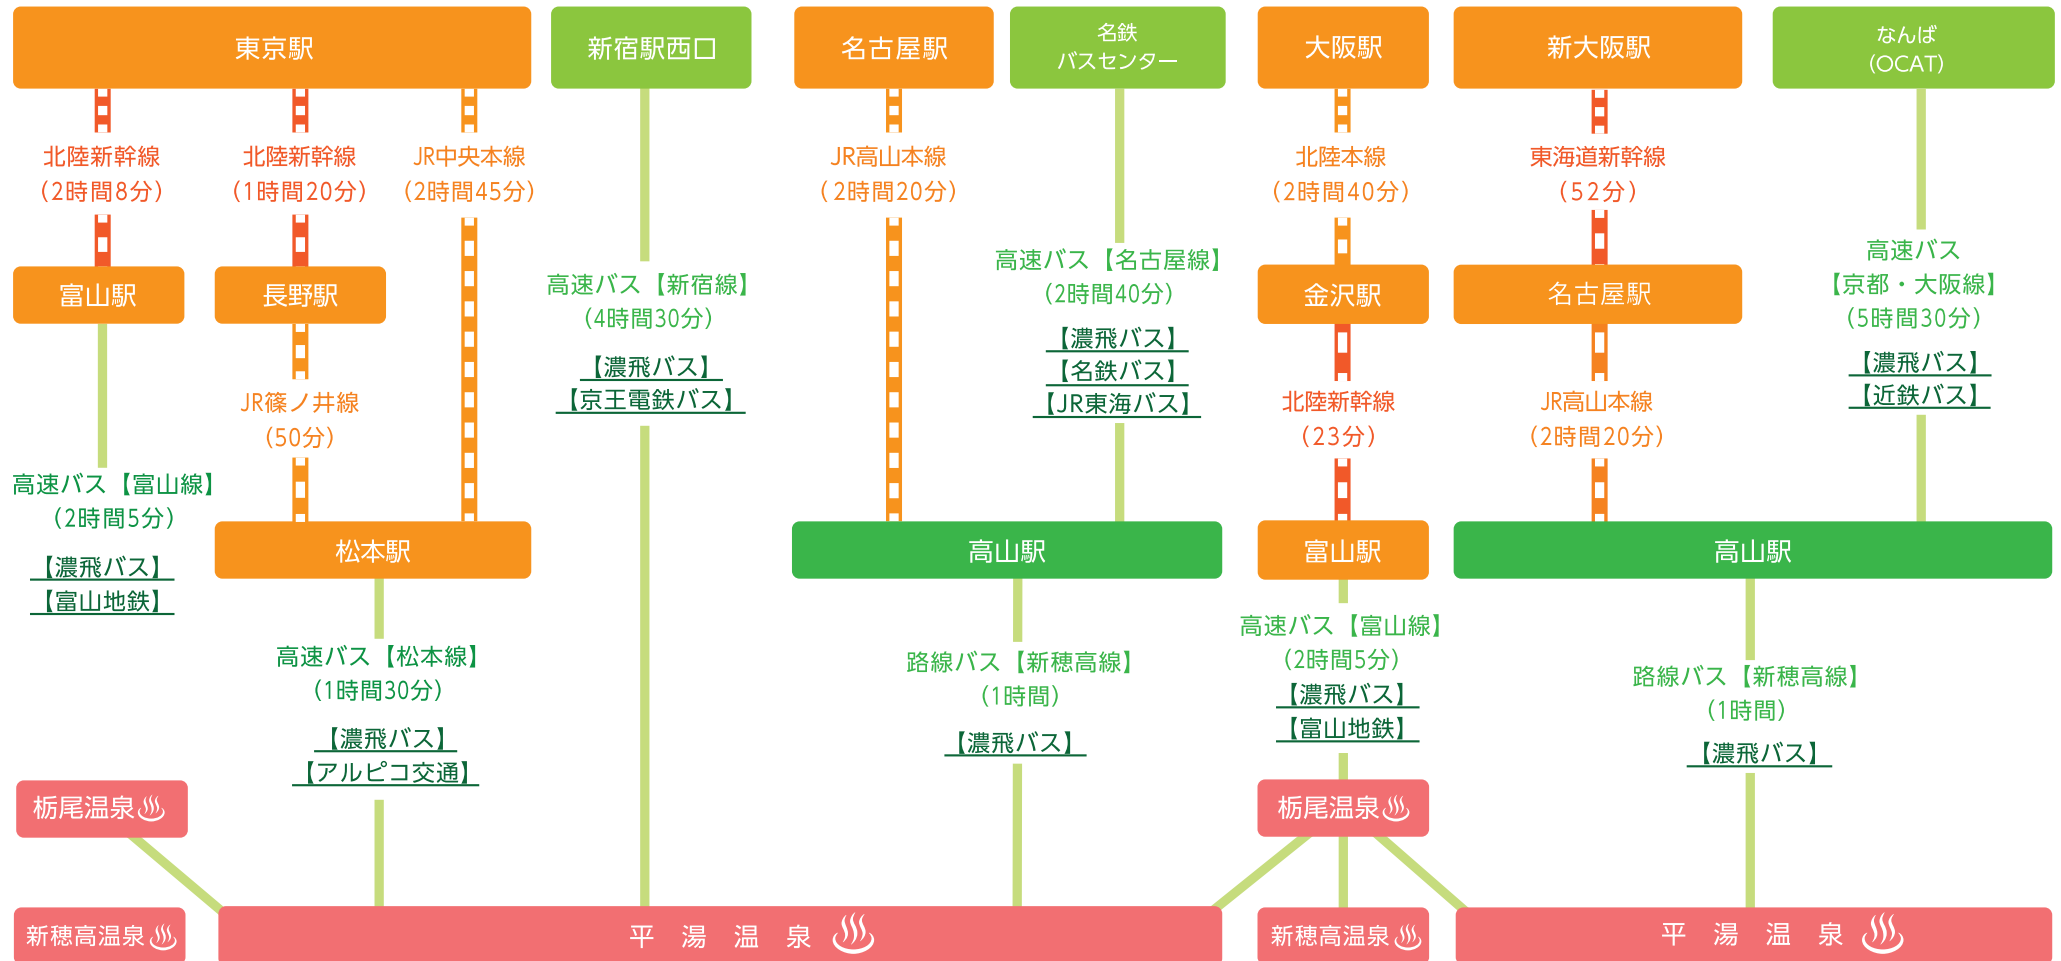 東京駅
新宿駅西口
名古屋駅
名鉄
バスセンター
大阪駅
新大阪駅
なんば
(OCAT)
北陸新幹線
(2時間8分)
北陸新幹線
(1時間20分)
JR中央本線
(2時間45分)
JR高山本線
(2時間20分)
北陸本線
(2時間40分)
東海道新幹線
(52分)
富山駅
長野駅
高速バス【新宿線】
(4時間30分)
【濃飛バス】
【京王電鉄バス】
高速バス【名古屋線】
(2時間40分)
【濃飛バス】
【名鉄バス】
【JR東海バス】
金沢駅
名古屋駅
高速バス
【京都・大阪線】
(5時間30分)
【濃飛バス】
【近鉄バス】
JR篠ノ井線
(50分)
北陸新幹線
(23分)
JR高山本線
(2時間20分)
高速バス【富山線】
(2時間5分)
【濃飛バス】
【富山地鉄】
松本駅
高山駅
富山駅
高山駅
高速バス【松本線】
(1時間30分)
【濃飛バス】
【アルピコ交通】
路線バス【新穂高線】
(1時間)
【濃飛バス】
高速バス【富山線】
(2時間5分)
【濃飛バス】
【富山地鉄】
路線バス【新穂高線】
(1時間)
【濃飛バス】
栃尾温泉♨
栃尾温泉♨
新穂高温泉♨
平 湯 温 泉 ♨
新穂高温泉♨
平 湯 温 泉 ♨